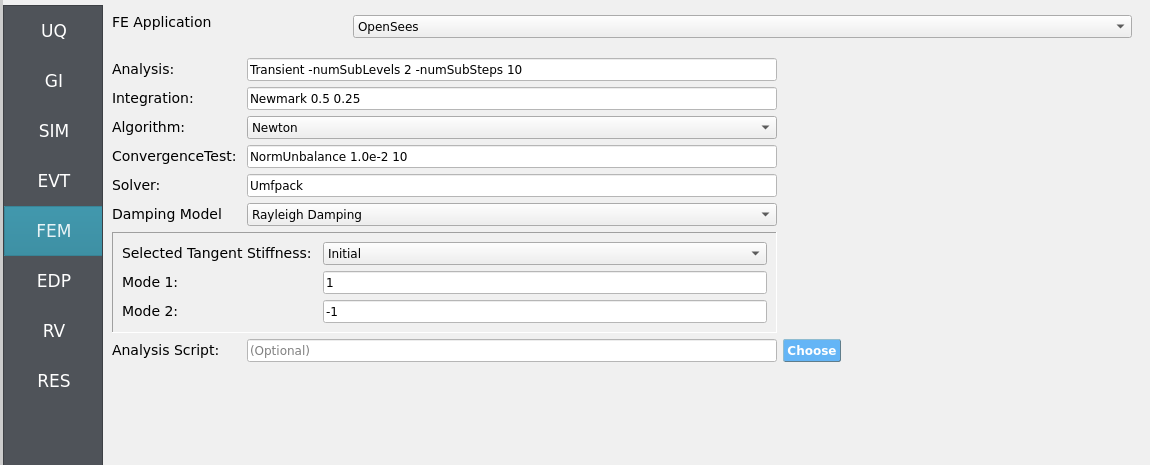 UQ
GI
SIM
EVT
FEM
EDP
RV
RES
FE Application OpenSees
Analysis: Transient -numSubLevels 2 -numSubSteps 10
Integration: Newmark 0.5 0.25
Algorithm: Newton
ConvergenceTest: NormUnbalance 1.0e-2 10
Solver: Umfpack
Damping Model Rayleigh Damping
Selected Tangent Stiffness: Initial
Mode 1: 1
Mode 2: -1
Analysis Script: (Optional) Choose